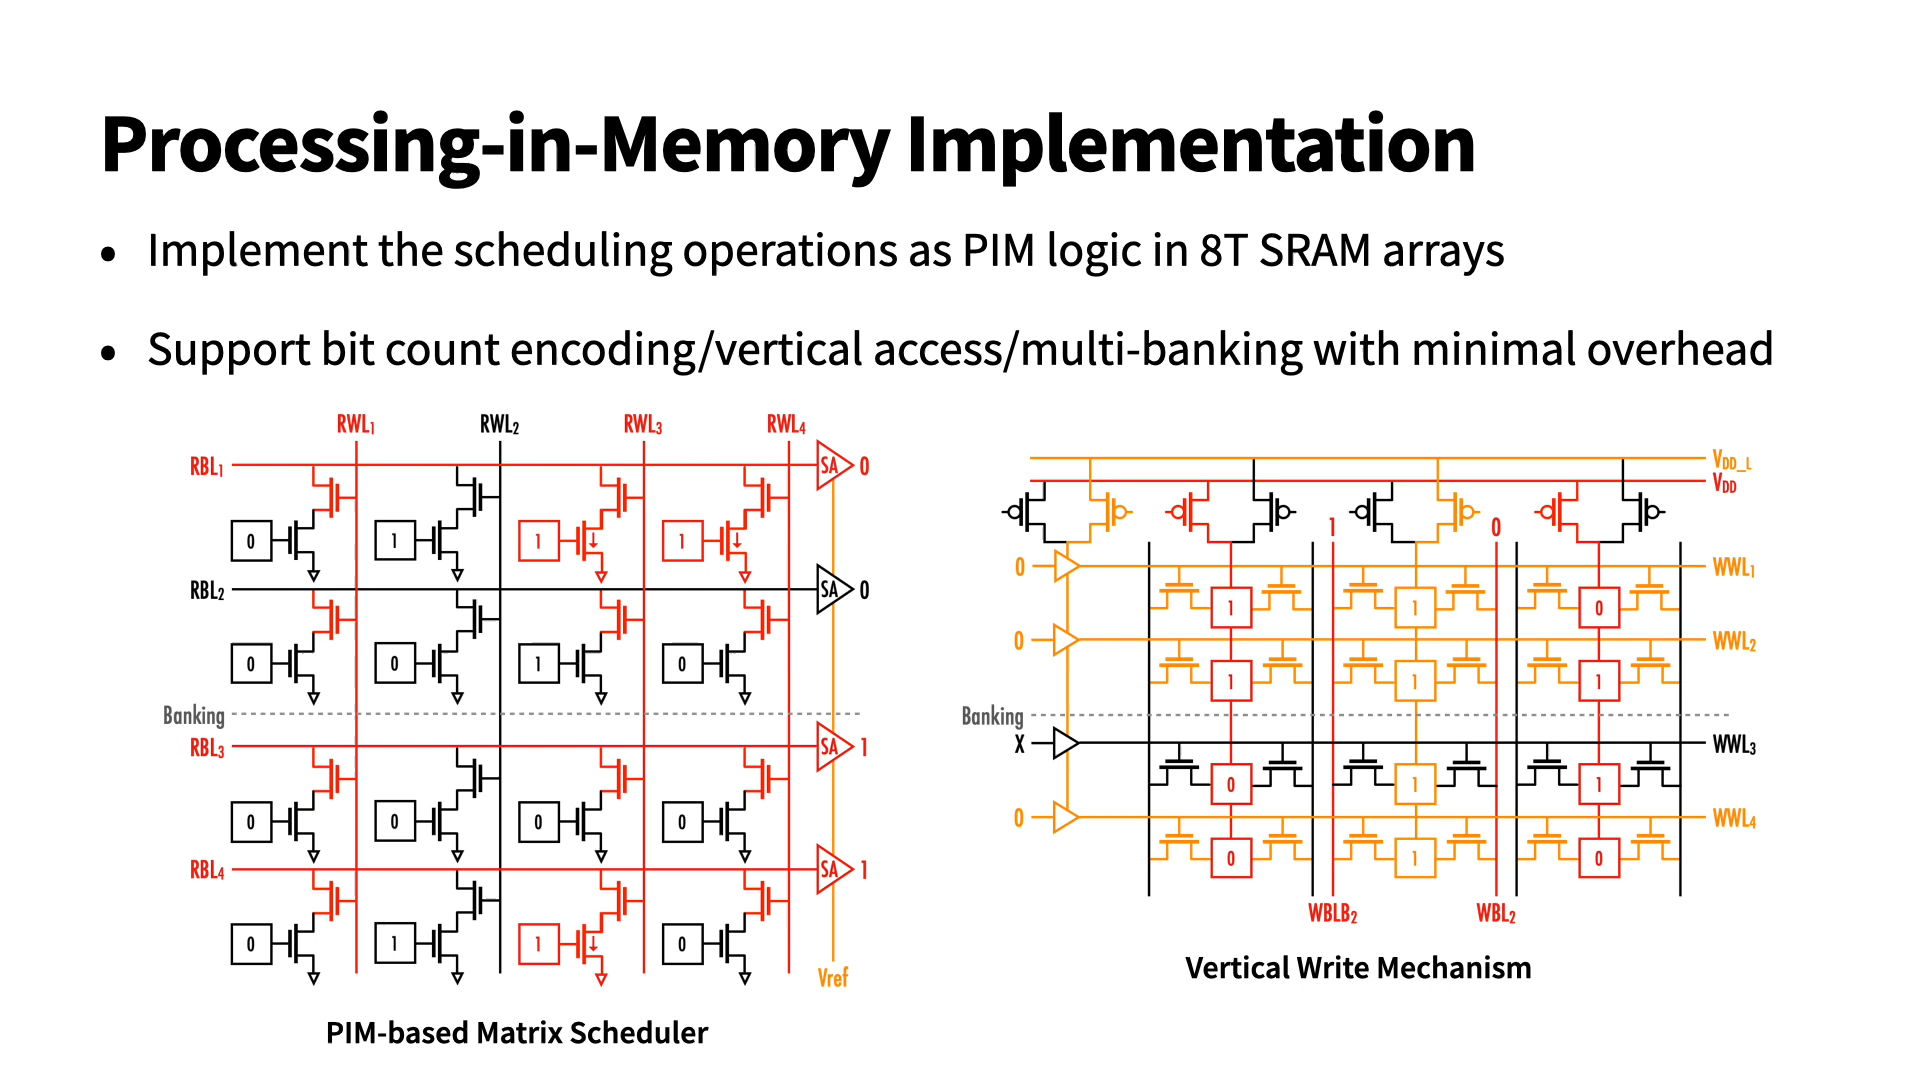 Processing-in-Memory Implementation
• Implement the scheduling operations as PIM logic in 8T SRAM arrays
• Support bit count encoding/vertical access/multi-banking with minimal overhead
RWL1 RWL2 RWL3 RWL4
RBL1 SA 0
0 1 1 1
RBL2 SA 0
0 0 1 0
Banking
RBL3 SA 1
0 0 0 0
RBL4 SA 1
0 1 1 0
Vref
PIM-based Matrix Scheduler
VDD_L
VDD
1 0
0 WWL1
1 1 0
0 WWL2
1 1 1
Banking
X WWL3
0 1 1
0 WWL4
0 1 0
WBLB2 WBL2
Vertical Write Mechanism